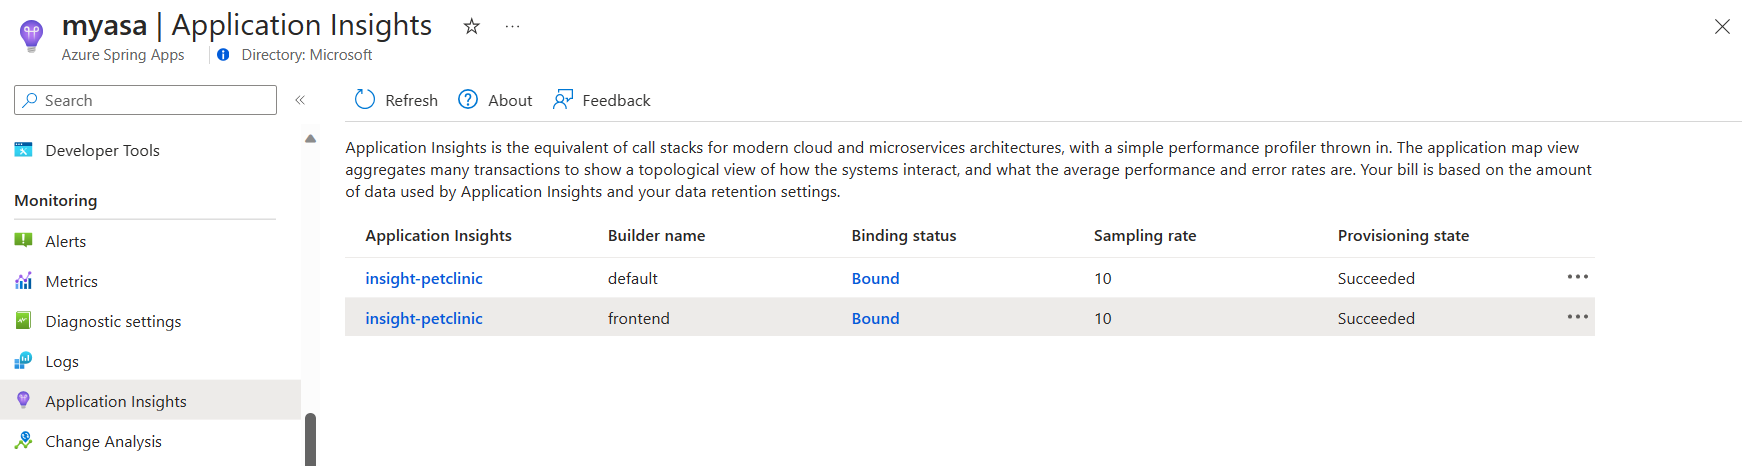 myasa | Application Insights
Azure Spring Apps
Directory: Microsoft
Search
Refresh
About
Feedback
Developer Tools
Monitoring
Alerts
Metrics
Diagnostic settings
Logs
Application Insights
Change Analysis
Application Insights is the equivalent of call stacks for modern cloud and microservices architectures, with a simple performance profiler thrown in. The application map view
aggregates many transactions to show a topological view of how the systems interact, and what the average performance and error rates are. Your bill is based on the amount
of data used by Application Insights and your data retention settings.
Application Insights Builder name Binding status Sampling rate Provisioning state
insight-petclinic default Bound 10 Succeeded
insight-petclinic frontend Bound 10 Succeeded